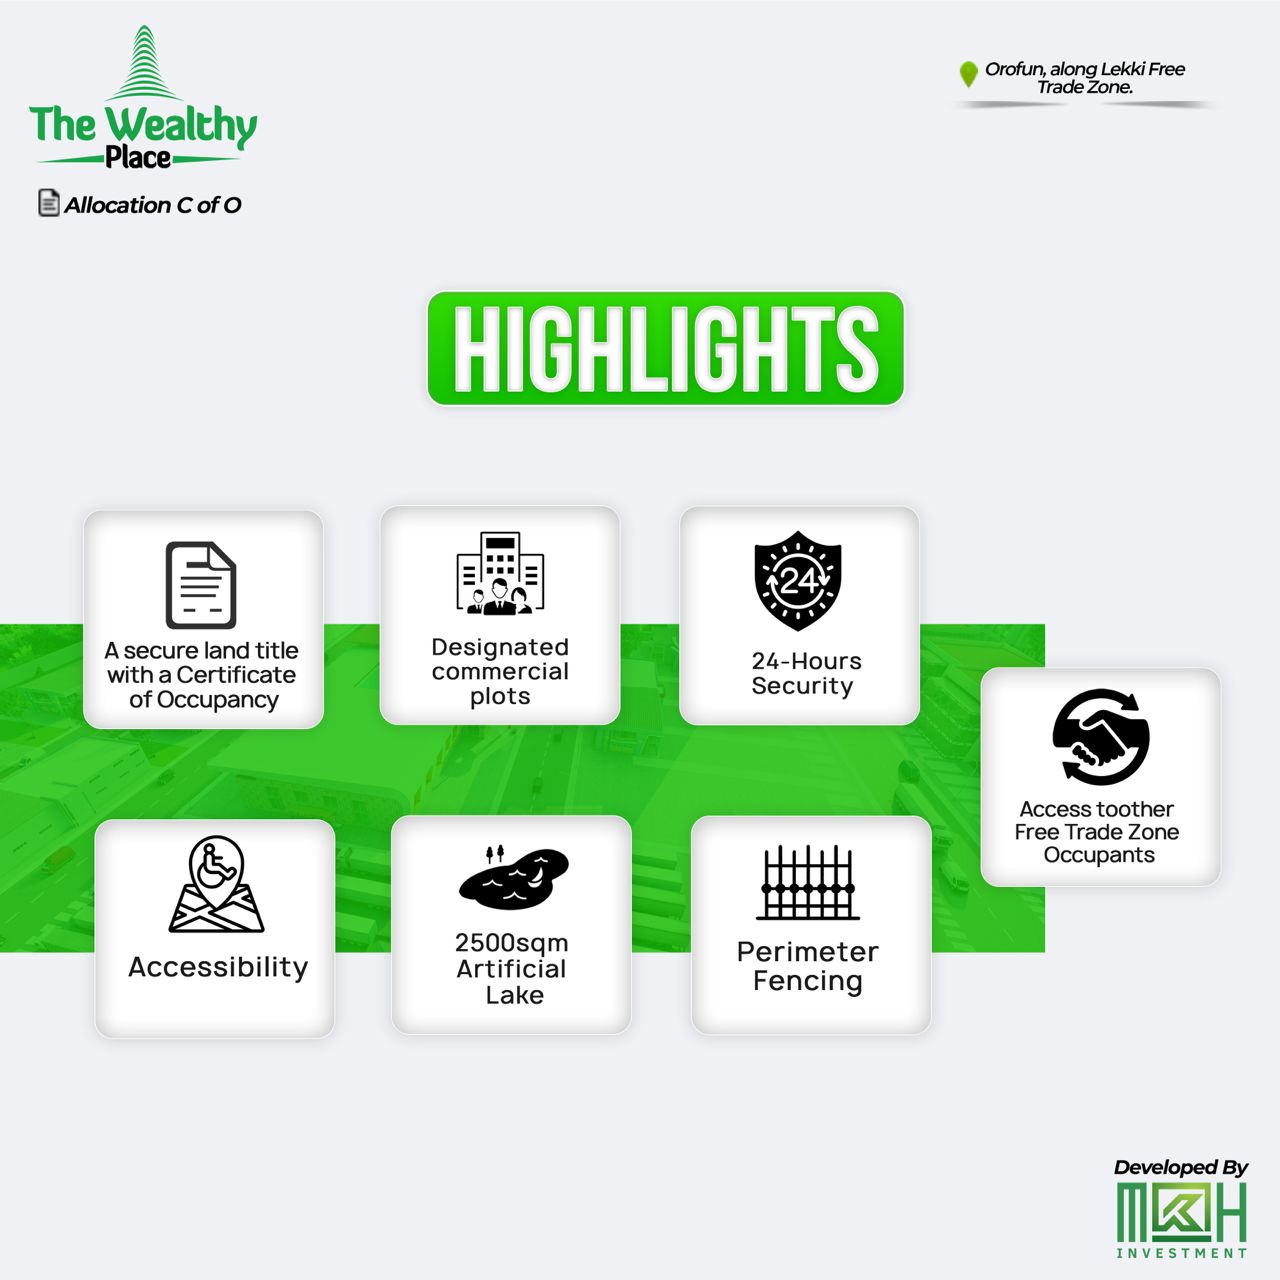 The Wealthy
Place
Allocation C of O
Orofun, along Lekki Free
Trade Zone.
HIGHLIGHTS
A secure land title
with a Certificate
of Occupancy
Designated
commercial
plots
24
24-Hours
Security
Access toother
Free Trade Zone
Occupants
Accessibility
2500sqm
Artificial
Lake
Perimeter
Fencing
Developed By
MKH
INVESTMENT